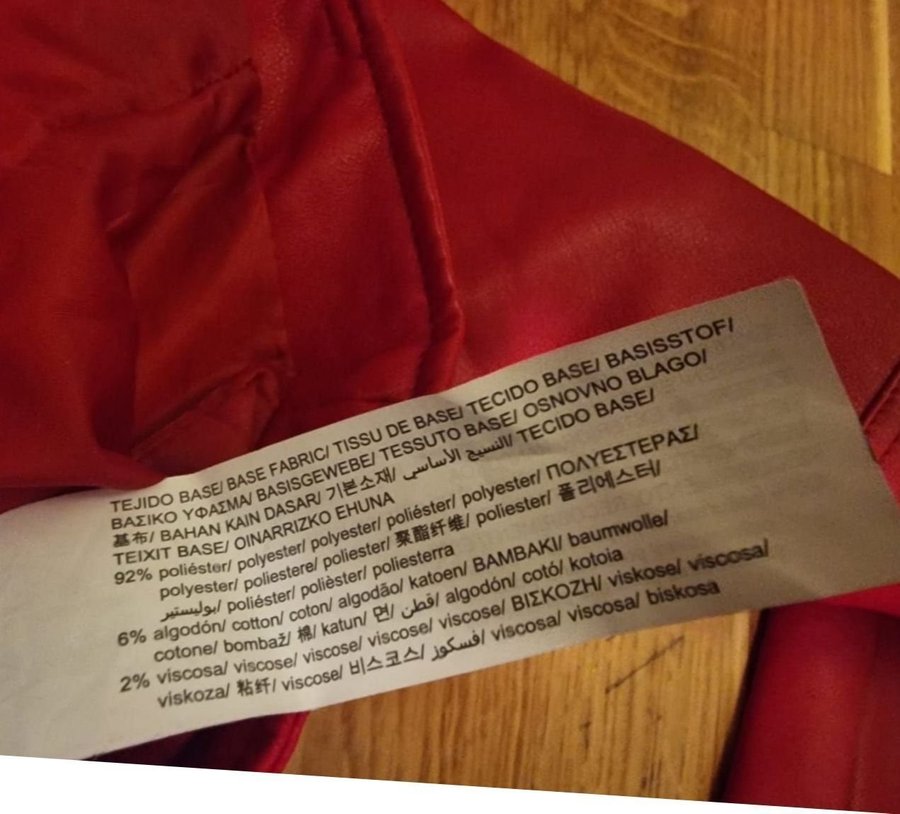 TEJIDO BASE/ BASE FABRIC/ TISSU DE BASE/ TECIDO BASE/ BASISSTOF/
ΒΑΣΙΚΟ ΥΦΑΣΜΑ/ BASISGEWEBE/ TESSUTO BASE/ OSNOVNO BLAGO/
基布/ BAHAN KAIN DASAR/ 기본소재/ النسيج الأساسي/ TECIDO BASE/
TEIXIT BASE/ OINARRIZKO EHUNA
92% poliéster/ polyester/ polyester/ poliéster/ polyester/ ΠΟΛΥΕΣΤΕΡΑΣ/
polyester/ poliestere/ poliester/ 聚酯纤维/ poliester/ 폴리에스터/
بوليستير/ poliéster/ polièster/ poliesterra
6% algodón/ cotton/ coton/ algodão/ katoen/ ΒΑΜΒΑΚΙ/ baumwolle/
cotone/ bombaž/ 棉/ katun/ 면/ قطن/ algodón/ cotó/ kotoia
2% viscosa/ viscose/ viscose/ viscose/ viscose/ ΒΙΣΚΟΖΗ/ viskose/ viscosa/
viskoza/ 粘纤/ viscose/ 비스코스/ فسكوز/ viscosa/ viscosa/ biskosa